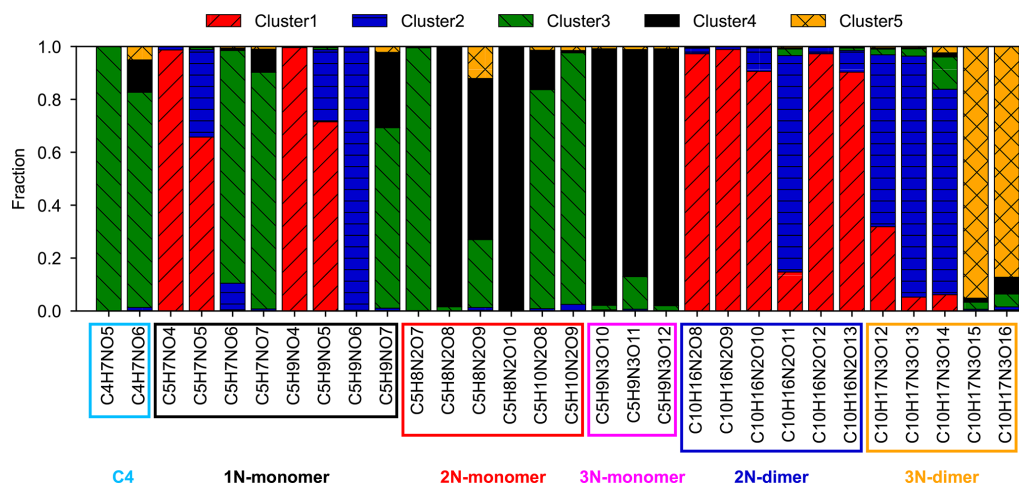 Cluster1 Cluster2 Cluster3 Cluster4 Cluster5
Fraction
1.0
0.8
0.6
0.4
0.2
0.0
C4H7NO5
C4H7NO6
C5H7NO4
C5H7NO5
C5H7NO6
C5H7NO7
C5H9NO4
C5H9NO5
C5H9NO6
C5H9NO7
C5H8N2O7
C5H8N2O8
C5H8N2O9
C5H8N2O10
C5H10N2O8
C5H10N2O9
C5H9N3O10
C5H9N3O11
C5H9N3O12
C10H16N2O8
C10H16N2O9
C10H16N2O10
C10H16N2O11
C10H16N2O12
C10H16N2O13
C10H17N3O12
C10H17N3O13
C10H17N3O14
C10H17N3O15
C10H17N3O16
C4 1N-monomer 2N-monomer 3N-monomer 2N-dimer 3N-dimer